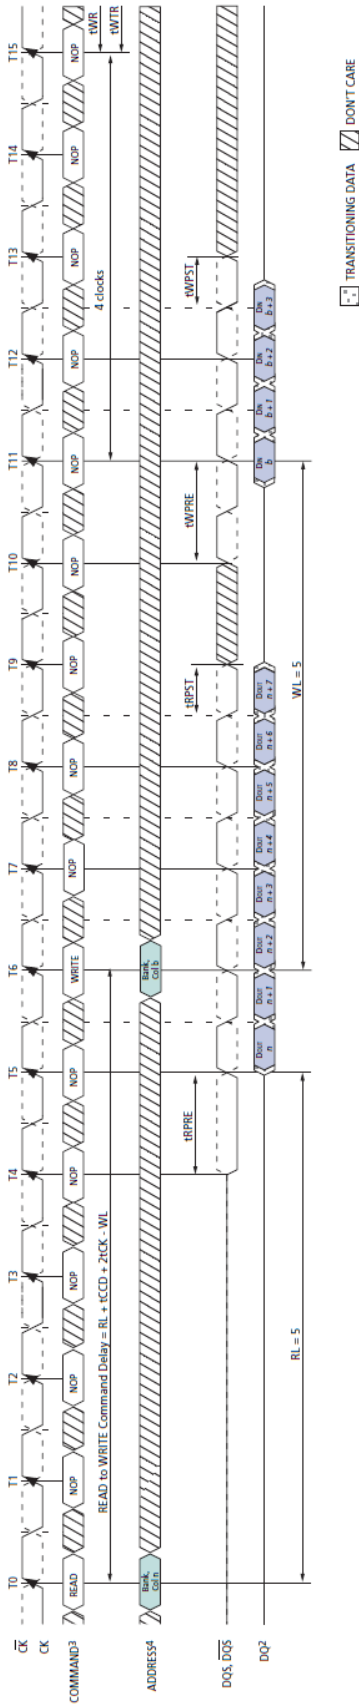 T0 T1 T2 T3 T4 T5 T6 T7 T8 T9 T10 T11 T12 T13 T14 T15
CK
CK
COMMAND3 READ NOP NOP NOP NOP NOP WRITE NOP NOP NOP NOP NOP NOP NOP NOP NOP
READ to WRITE Command Delay = RL + tCCD + 2tCK - WL
4 clocks
tWR
tWTR
ADDRESS4
Bank,
Col n
Bank,
Col b
tRPRE
tRPST
tWPRE
tWPST
DQS, DQS
DQ2
Dout
n
Dout
n + 1
Dout
n + 2
Dout
n + 3
Dout
n + 4
Dout
n + 5
Dout
n + 6
Dout
n + 7
Din
b
Din
b + 1
Din
b + 2
Din
b + 3
RL = 5
WL = 5
TRANSITIONING DATA
DON'T CARE